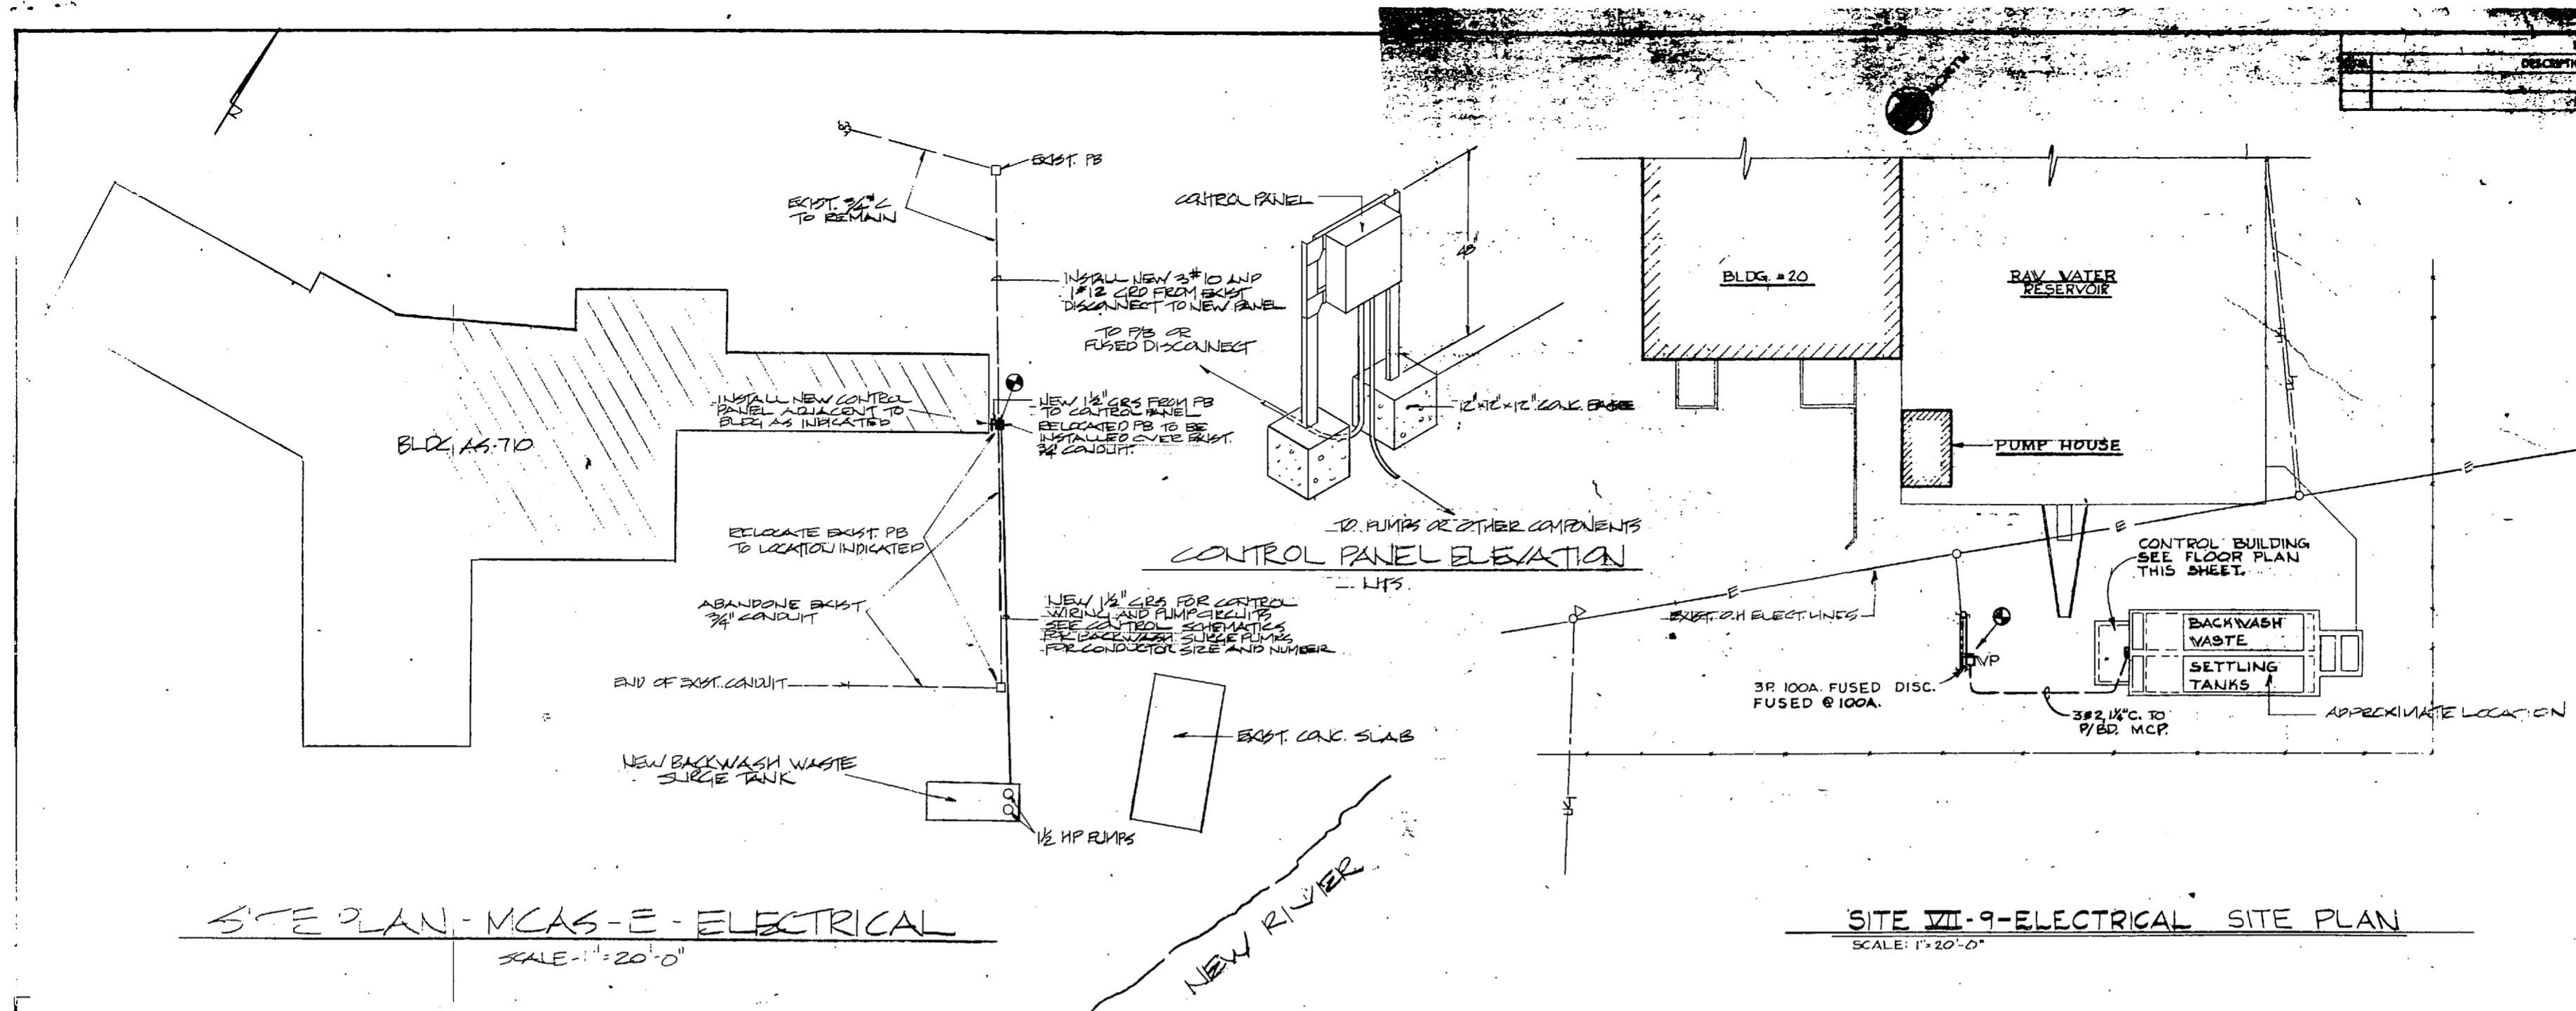 EXIST. PB
EXIST. 3/4" C
TO REMAIN
INSTALL NEW 3#10 AND
1#12 GRD FROM EXIST
DISCONNECT TO NEW PANEL
INSTALL NEW CONTROL
PANEL ADJACENT TO
BLDG AS INDICATED
NEW 1½" GRS FROM PB
TO CONTROL PANEL
RELOCATED PB TO BE
INSTALLED OVER EXIST.
3/4" CONDUIT.
BLDG. AS-710
RELOCATE EXIST. PB
TO LOCATION INDICATED
ABANDONE EXIST
3/4" CONDUIT
NEW 1½" GRS FOR CONTROL
WIRING AND PUMP CIRCUITS
SEE CONTROL SCHEMATICS
FOR BACKWASH SURGE PUMPS
FOR CONDUCTOR SIZE AND NUMBER
END OF EXIST. CONDUIT
NEW BACKWASH WASTE
SURGE TANK
1½ HP PUMPS
EXIST. CONC. SLAB
NEW RIVIER
SITE PLAN - MCAS-E - ELECTRICAL
SCALE - 1"=20'-0"
CONTROL PANEL
48"
TO P/B OR
FUSED DISCONNECT
12"x12"x12" CONC. BASE
TO PUMPS OR OTHER COMPONENTS
CONTROL PANEL ELEVATION
NTS
NORTH
DESCRIPTI
BLDG. #20
RAW WATER
RESERVOIR
PUMP HOUSE
E
E
E
CONTROL BUILDING
SEE FLOOR PLAN
THIS SHEET.
EXIST. O.H ELECT LINES
WP
BACKWASH
WASTE
SETTLING
TANKS
3P. 100A. FUSED DISC.
FUSED @ 100A.
3#2, 1¼"C. TO
P/BD. MCP.
APPROXIMATE LOCATION
SITE VII-9-ELECTRICAL SITE PLAN
SCALE: 1"=20'-0"